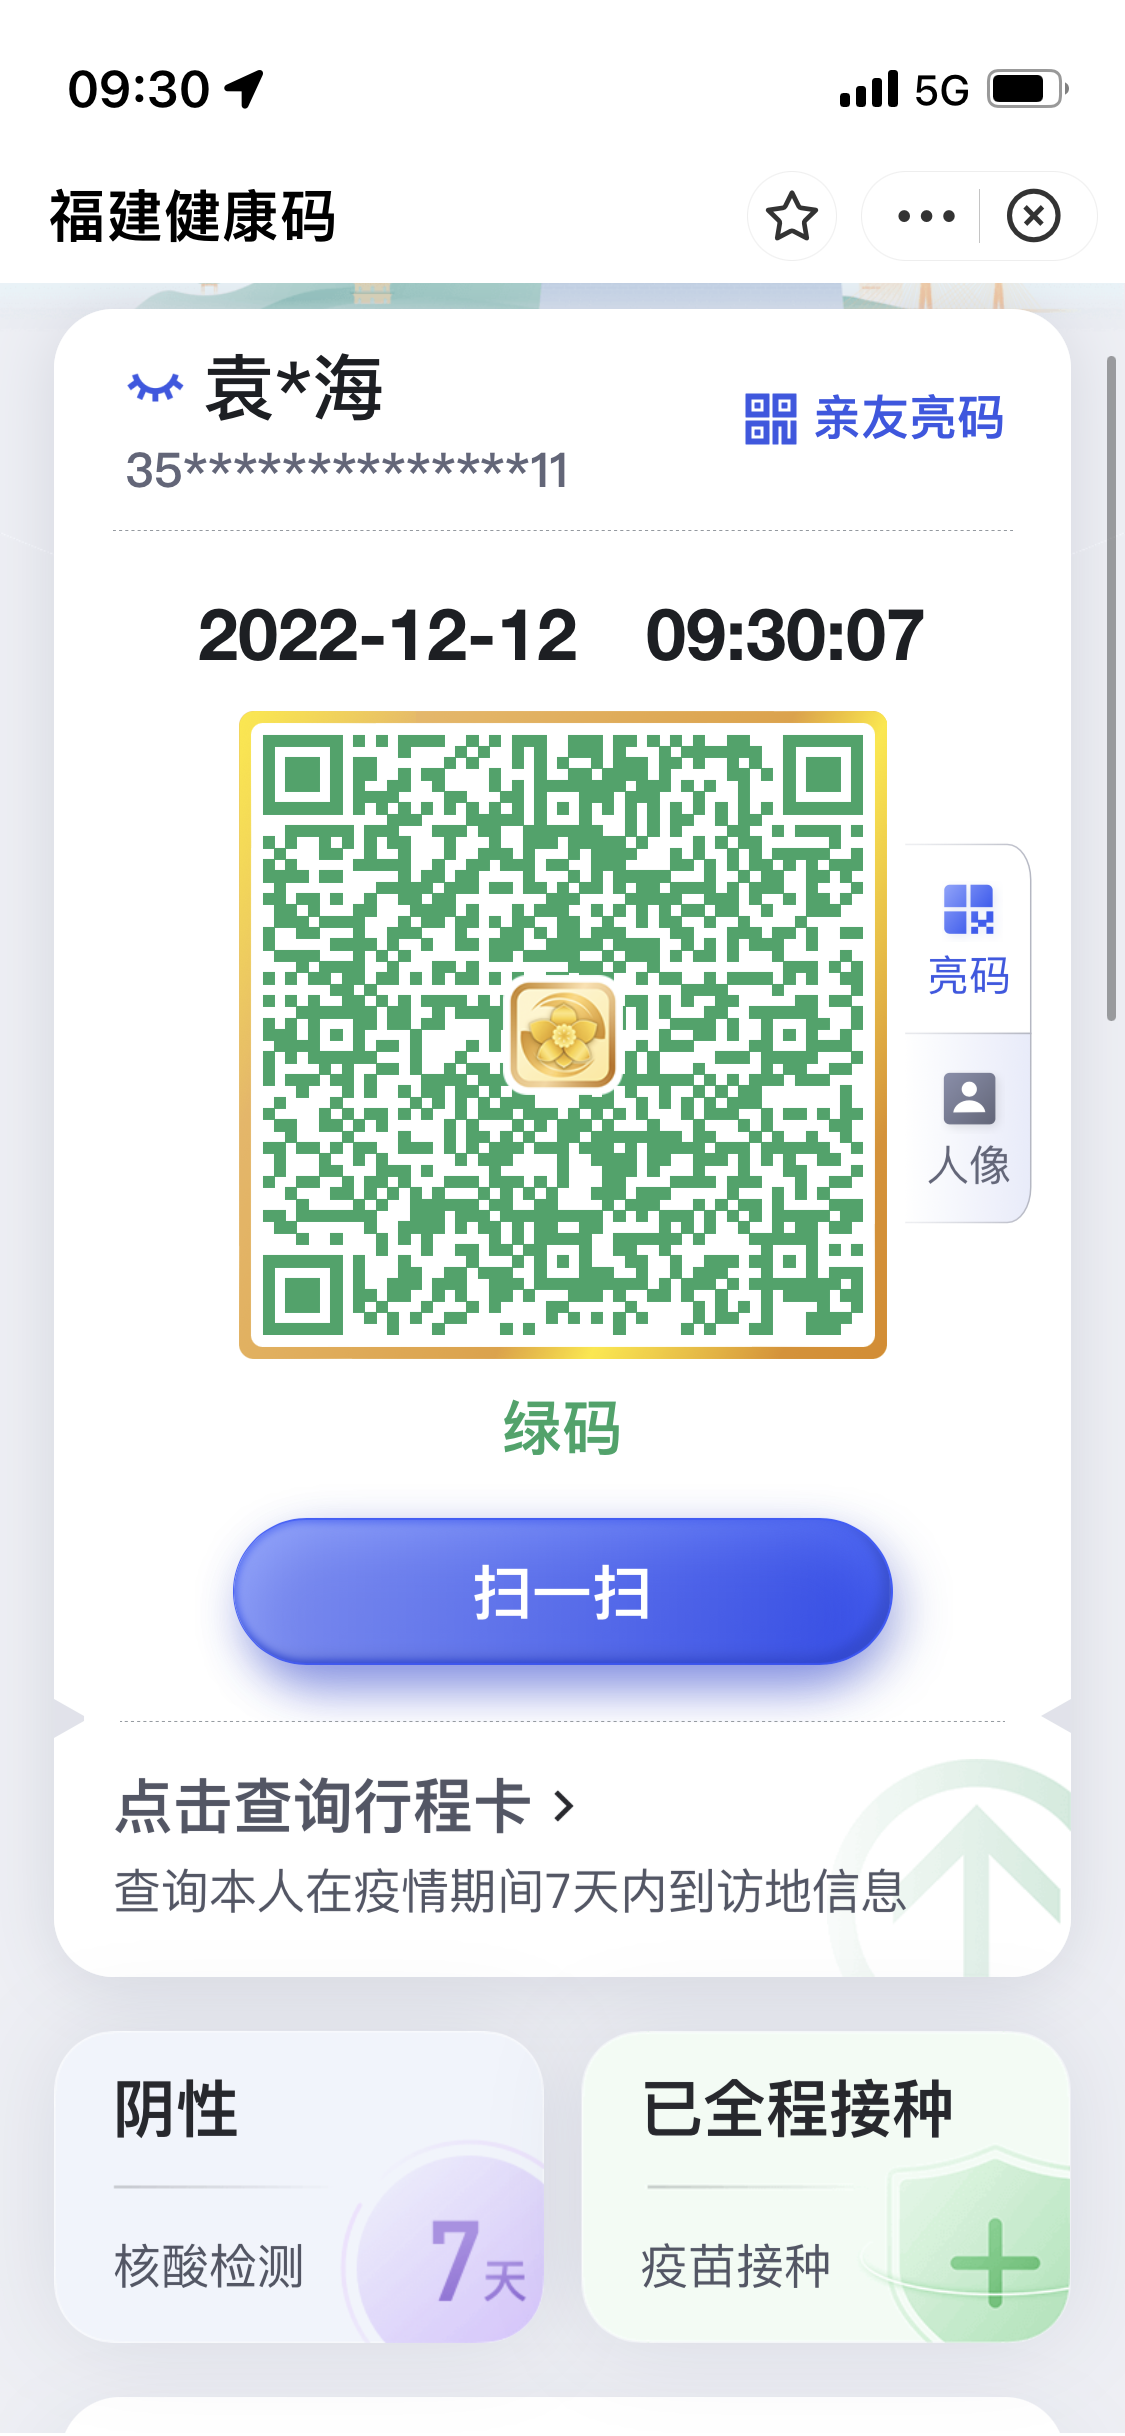 09:30
5G
福建健康码
袁*海
亲友亮码
35**************11
2022-12-12 09:30:07
亮码
人像
绿码
扫一扫
点击查询行程卡 >
查询本人在疫情期间7天内到访地信息
阴性
核酸检测
7天
已全程接种
疫苗接种